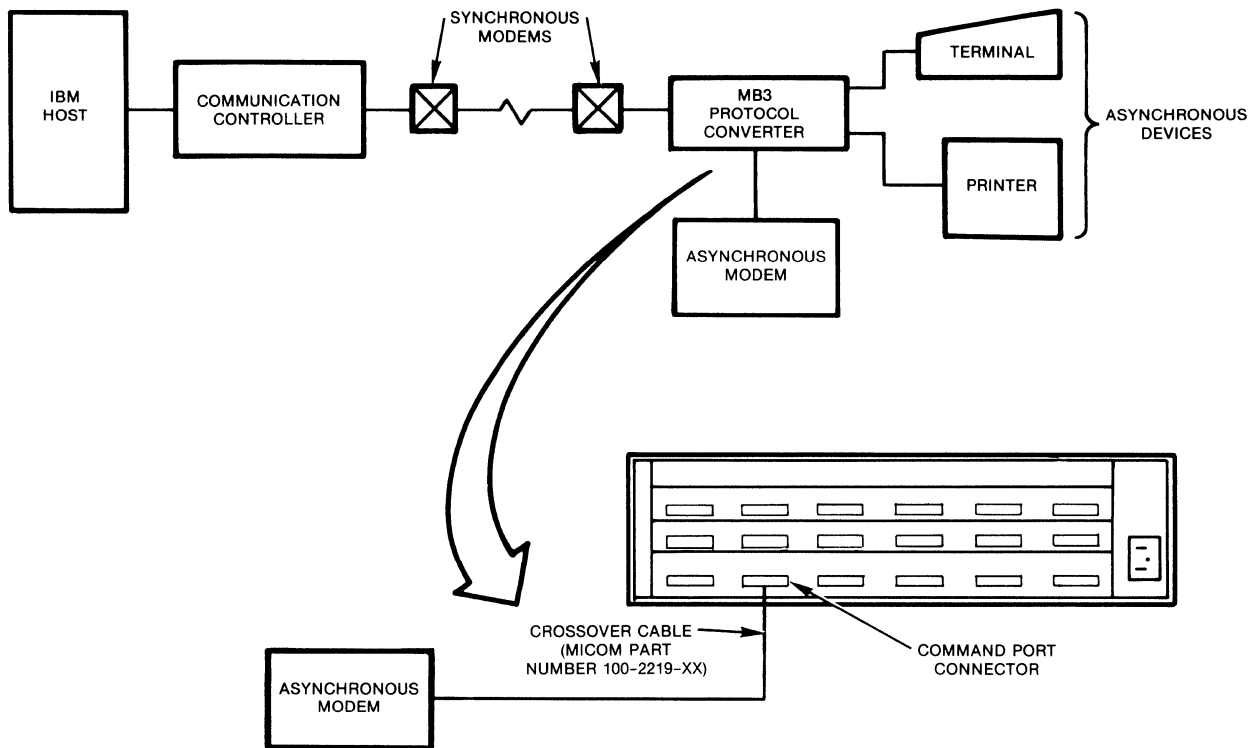 SYNCHRONOUS
MODEMS
IBM
HOST
COMMUNICATION
CONTROLLER
MB3
PROTOCOL
CONVERTER
TERMINAL
PRINTER
ASYNCHRONOUS
DEVICES
ASYNCHRONOUS
MODEM
CROSSOVER CABLE
(MICOM PART
NUMBER 100-2219-XX)
COMMAND PORT
CONNECTOR
ASYNCHRONOUS
MODEM